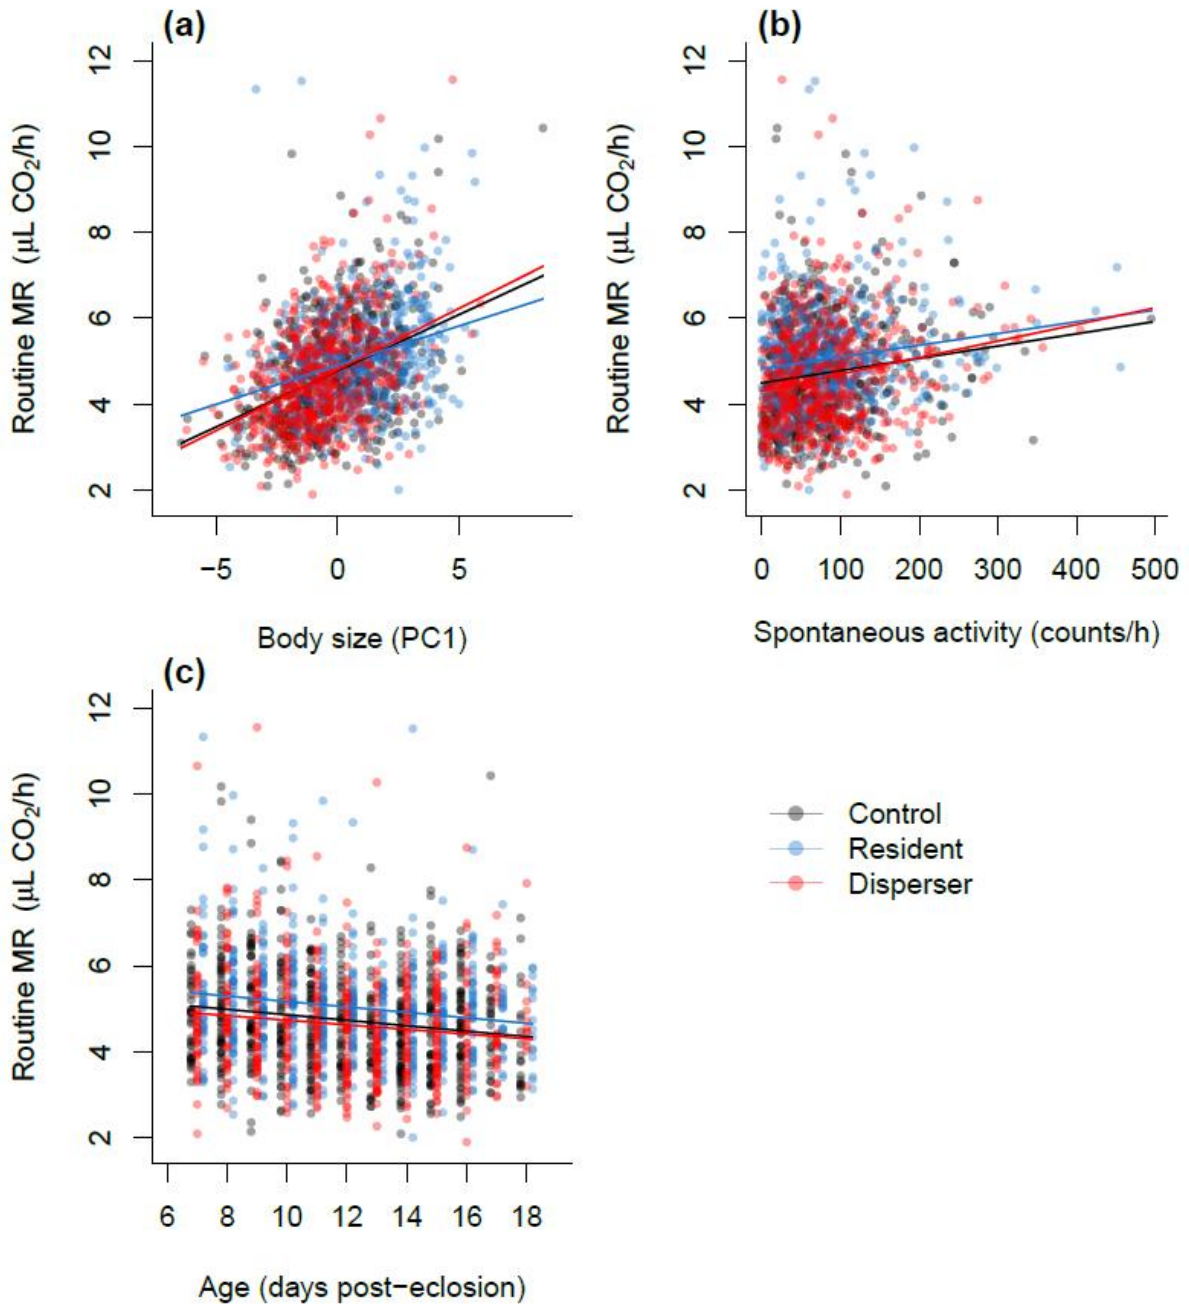 (a)
12
10
8
6
4
2
Routine MR (μL CO₂/h)
−5 0 5
Body size (PC1)
(b)
12
10
8
6
4
2
Routine MR (μL CO₂/h)
0 100 200 300 400 500
Spontaneous activity (counts/h)
(c)
12
10
8
6
4
2
Routine MR (μL CO₂/h)
6 8 10 12 14 16 18
Age (days post−eclosion)
Control
Resident
Disperser